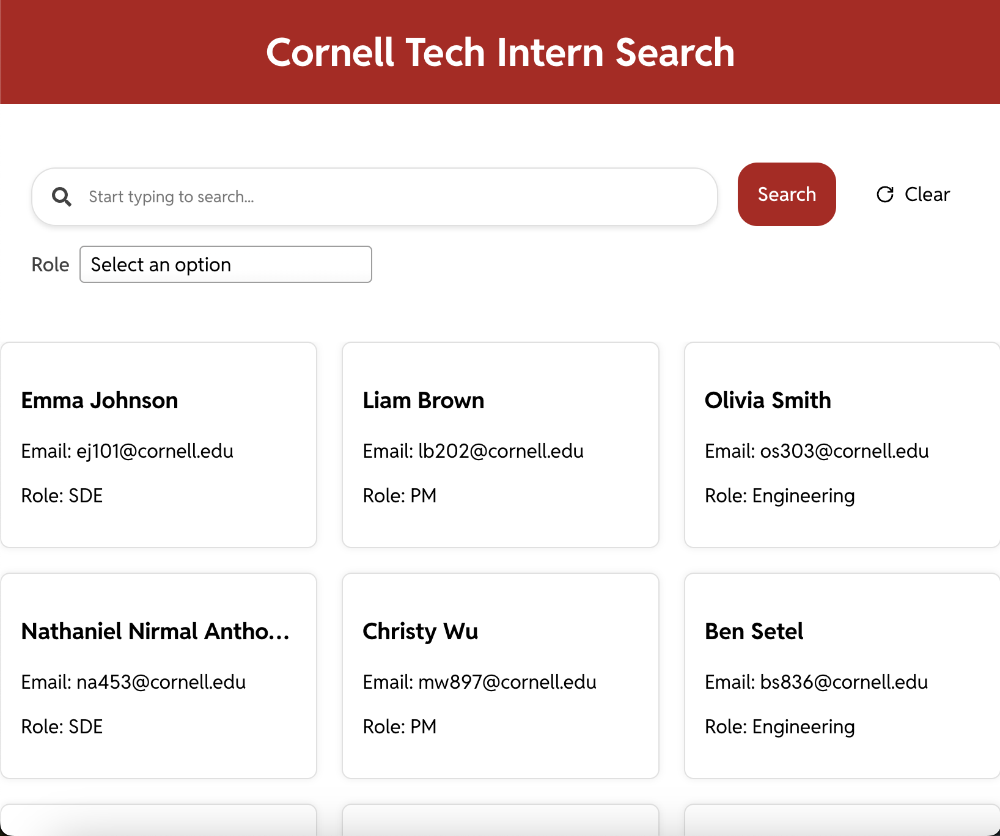 Cornell Tech Intern Search
Start typing to search...
Search
Clear
Role
Select an option
Emma Johnson
Email: ej101@cornell.edu
Role: SDE
Liam Brown
Email: lb202@cornell.edu
Role: PM
Olivia Smith
Email: os303@cornell.edu
Role: Engineering
Nathaniel Nirmal Antho...
Email: na453@cornell.edu
Role: SDE
Christy Wu
Email: mw897@cornell.edu
Role: PM
Ben Setel
Email: bs836@cornell.edu
Role: Engineering